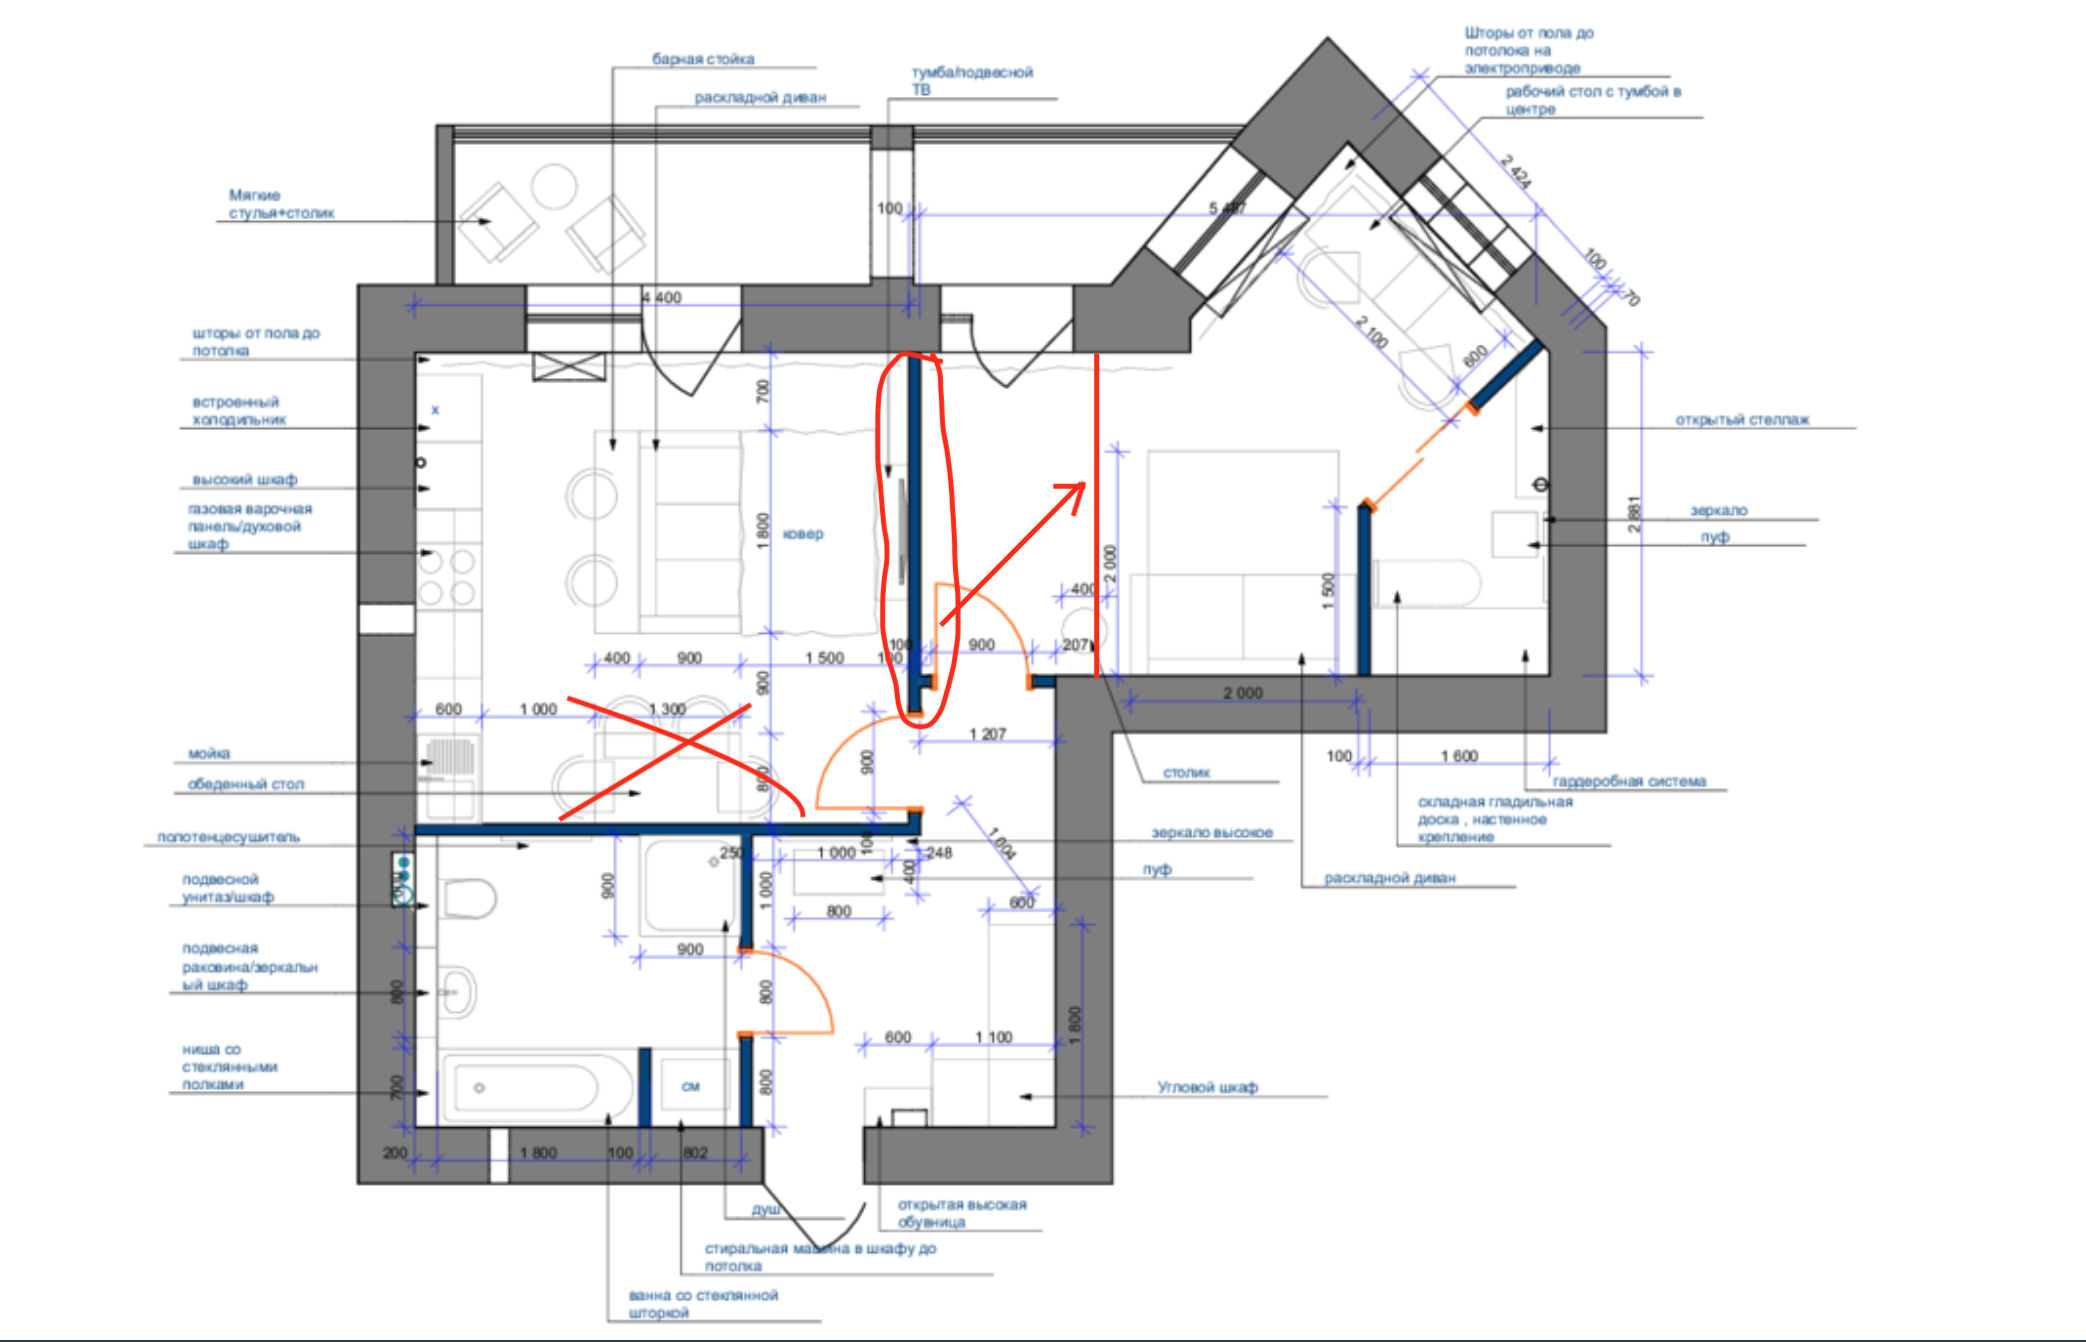 Шторы от пола до
потолока на
электроприводе
барная стойка
тумба/подвесной
ТВ
раскладной диван
рабочий стол с тумбой в
центре
2 424
Мягкие
стулья+столик
100
5 487
100
70
4 400
шторы от пола до
потолка
2 100
600
700
встроенный
холодильник
x
открытый стеллаж
высокий шкаф
газовая варочная
панель/духовой
шкаф
1 800
ковер
2 000
1 500
2 881
зеркало
пуф
400
100
900
207
400
900
1 500
100
900
2 000
600
1 000
1 300
1 207
мойка
900
100
1 600
столик
обеденный стол
800
гардеробная система
складная гладильная
доска , настенное
крепление
полотенцесушитель
зеркало высокое
100
1 004
250
1 000
248
подвесной
унитаз/шкаф
900
1 000
400
пуф
раскладной диван
800
600
подвесная
раковина/зеркальн
ый шкаф
900
800
800
1 800
600
1 100
ниша со
стеклянными
полками
700
см
800
Угловой шкаф
200
1 800
100
802
душ
открытая высокая
обувница
стиральная машина в шкафу до
потолка
ванна со стеклянной
шторкой